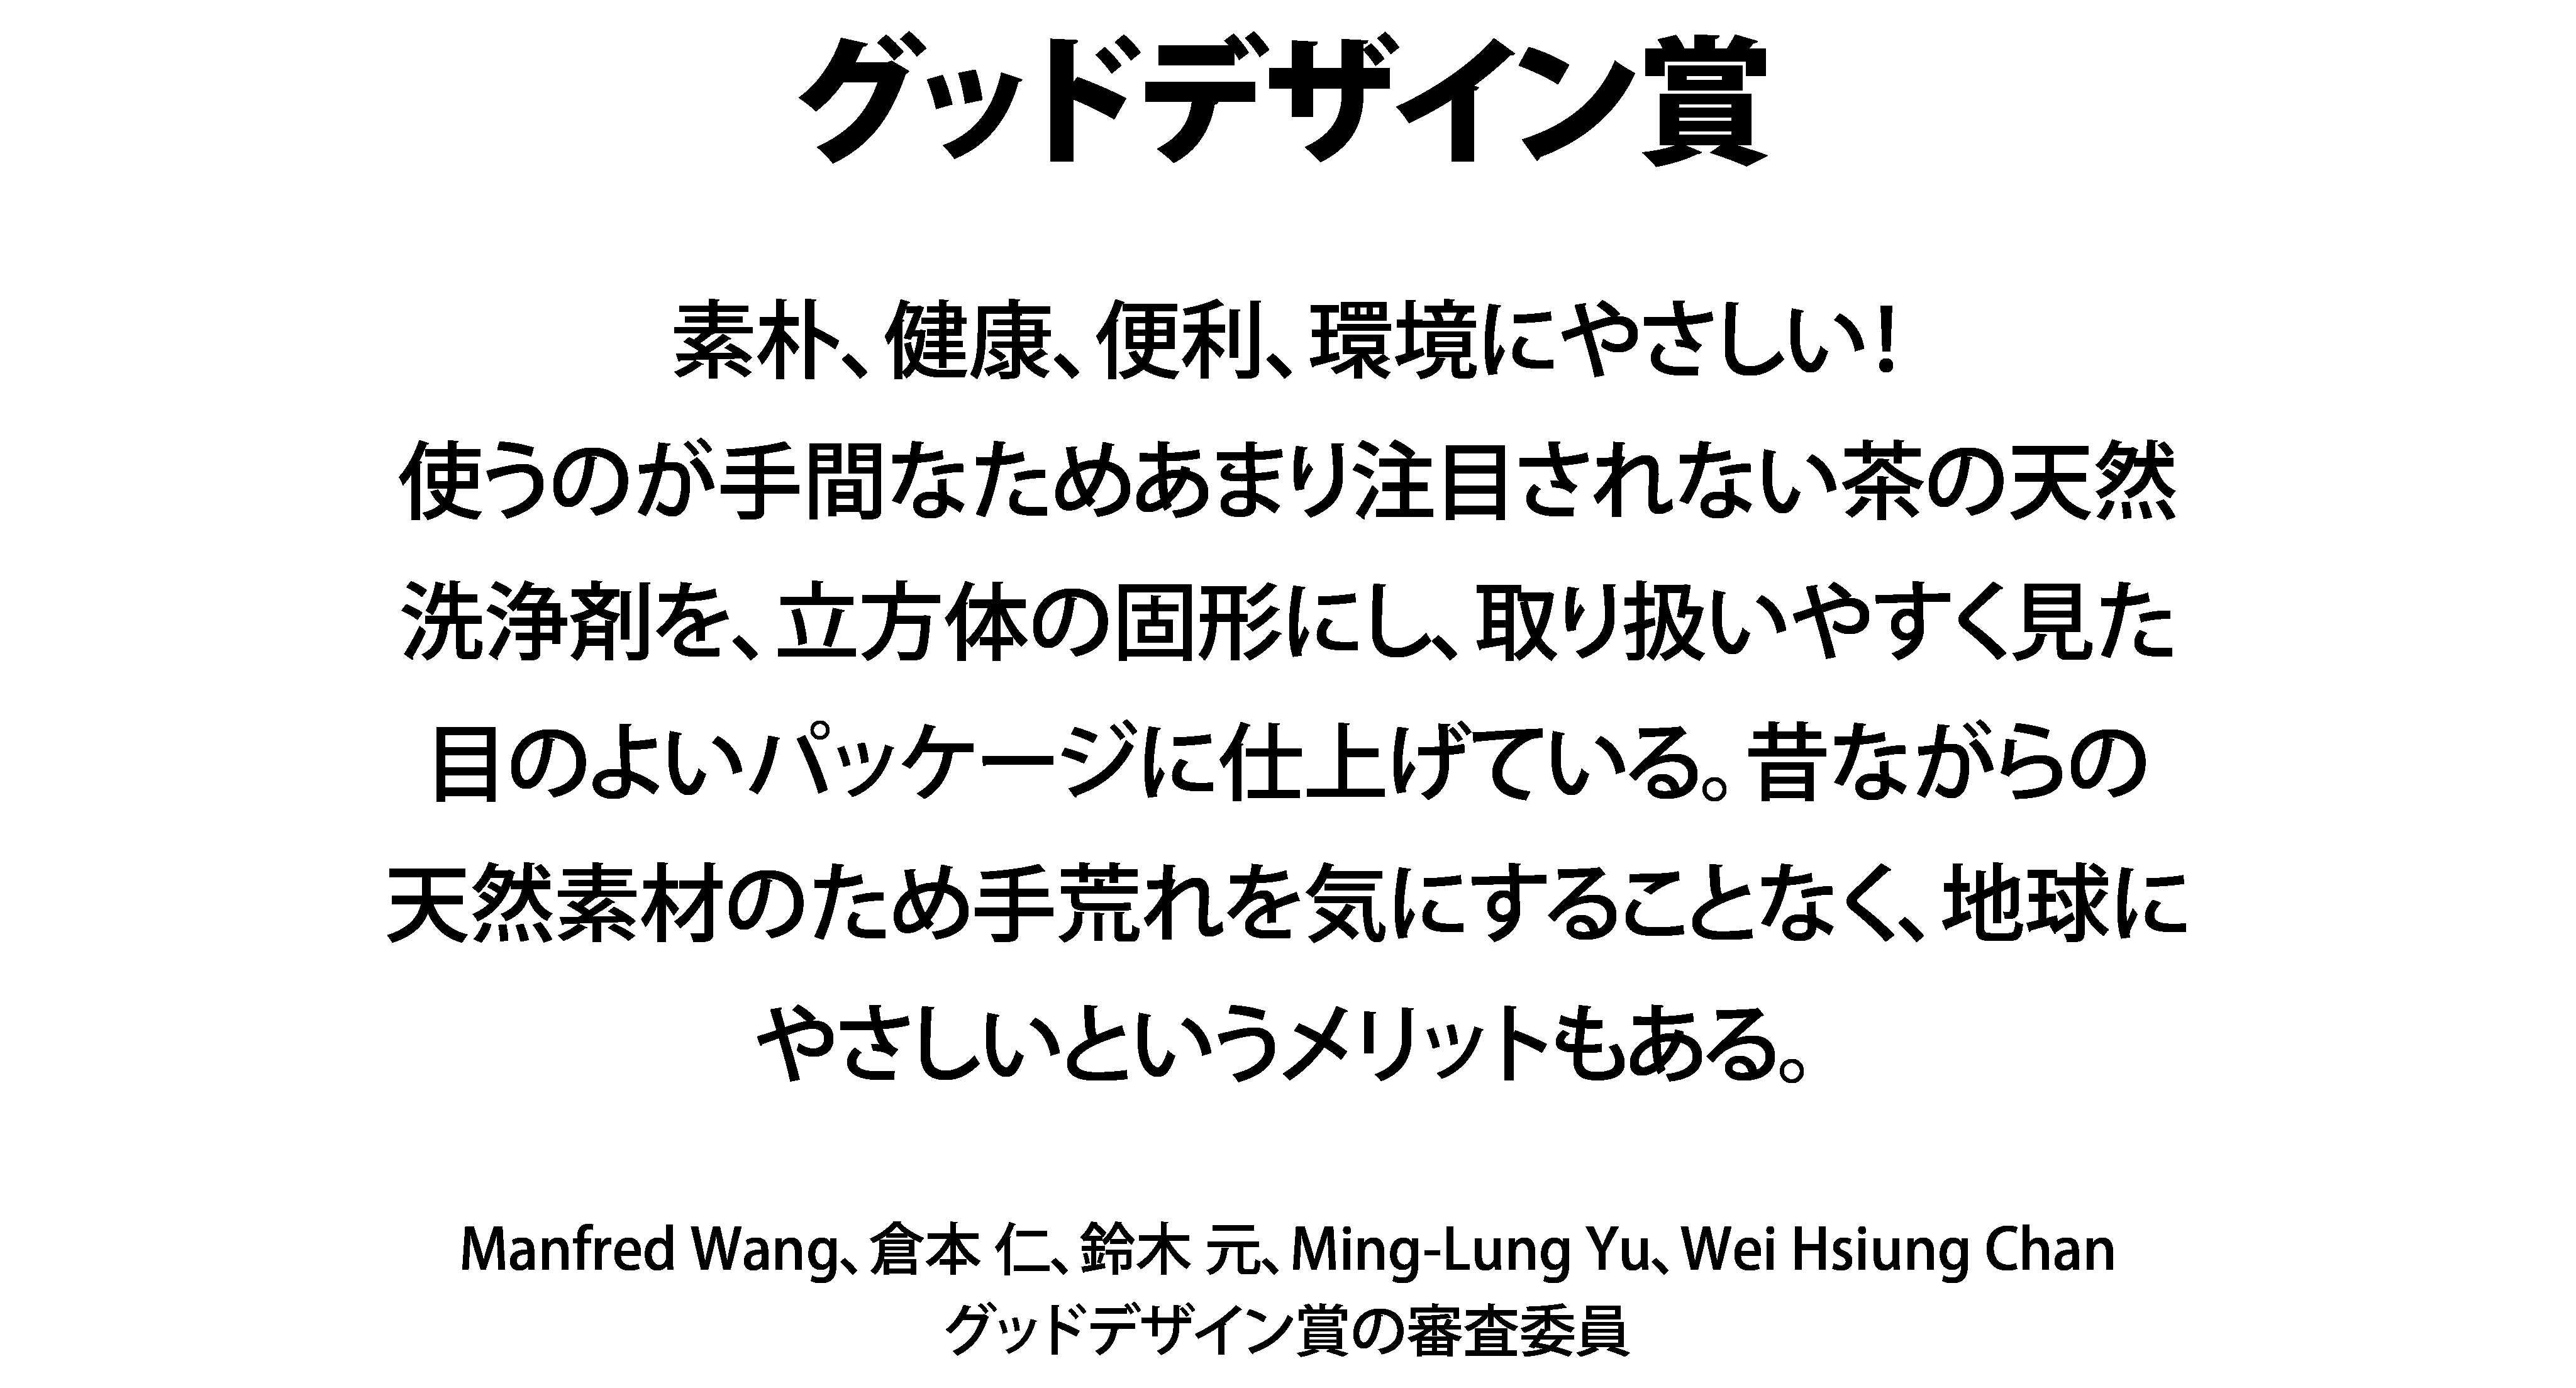 グッドデザイン賞
素朴、健康、便利、環境にやさしい！
使うのが手間なためあまり注目されない茶の天然
洗浄剤を、立方体の固形にし、取り扱いやすく見た
目のよいパッケージに仕上げている。昔ながらの
天然素材のため手荒れを気にすることなく、地球に
やさしいというメリットもある。
Manfred Wang、倉本 仁、鈴木 元、Ming-Lung Yu、Wei Hsiung Chan
グッドデザイン賞の審査委員